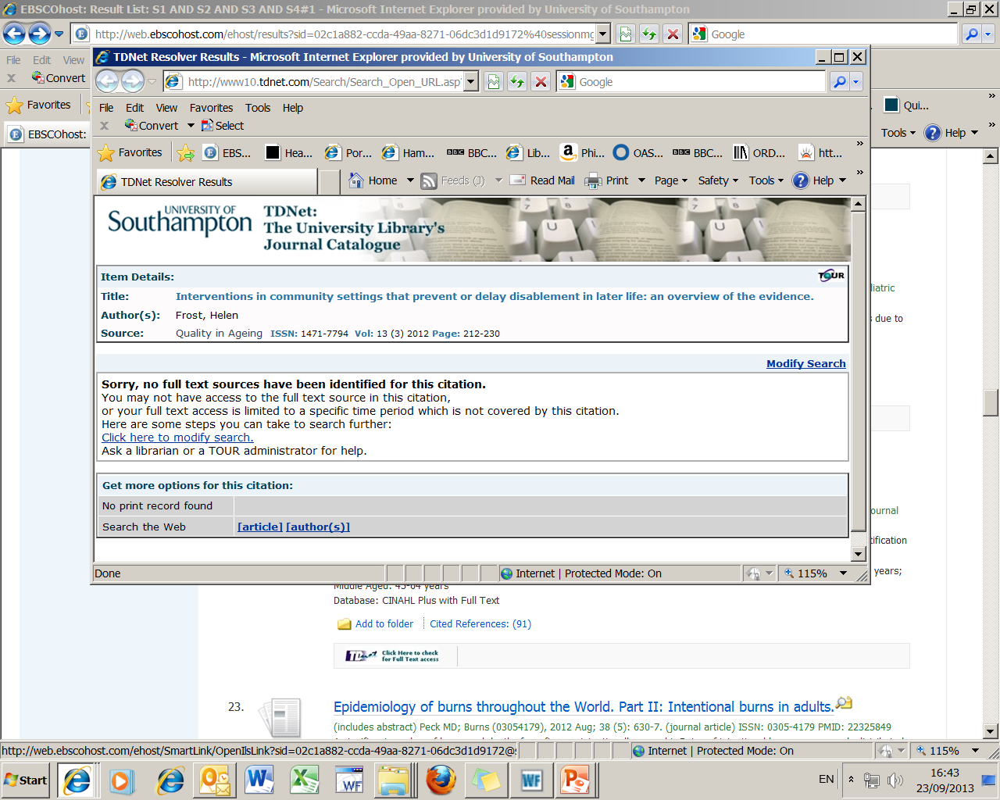 EBSCOhost: Result List: S1 AND S2 AND S3 AND S4#1 - Microsoft Internet Explorer provided by University of Southampton
http://web.ebscohost.com/ehost/results?sid=02c1a882-ccda-49aa-8271-06dc3d1d9172%40sessionmg
Google
File Edit View
Convert
Favorites
Qui...
EBSCOhost:
Tools Help
TDNet Resolver Results - Microsoft Internet Explorer provided by University of Southampton
http://www10.tdnet.com/Search/Search_Open_URL.asp?
Google
File Edit View Favorites Tools Help
Convert Select
Favorites EBS... Hea... Por... Ham... BBC BBC... Lib... Phi... OAS... BBC BBC... ORD... htt...
TDNet Resolver Results
Home Feeds (J) Read Mail Print Page Safety Tools Help
UNIVERSITY OF
Southampton
TDNet:
The University Library's
Journal Catalogue
Item Details:
TOUR
Title: Interventions in community settings that prevent or delay disablement in later life: an overview of the evidence.
Author(s): Frost, Helen
Source: Quality in Ageing ISSN: 1471-7794 Vol: 13 (3) 2012 Page: 212-230
Modify Search
Sorry, no full text sources have been identified for this citation.
You may not have access to the full text source in this citation,
or your full text access is limited to a specific time period which is not covered by this citation.
Here are some steps you can take to search further:
Click here to modify search.
Ask a librarian or a TOUR administrator for help.
Get more options for this citation:
No print record found
Search the Web [article] [author(s)]
Done
Internet | Protected Mode: On
115%
iatric
due to
ournal
tification
years;
Middle Aged: 45-64 years
Database: CINAHL Plus with Full Text
Add to folder Cited References: (91)
TDnet Click Here to check
for Full Text access
23. Epidemiology of burns throughout the World. Part II: Intentional burns in adults.
(includes abstract) Peck MD; Burns (03054179), 2012 Aug; 38 (5): 630-7. (journal article) ISSN: 0305-4179 PMID: 22325849
http://web.ebscohost.com/ehost/SmartLink/OpenIlsLink?sid=02c1a882-ccda-49aa-8271-06dc3d1d9172@s
Internet | Protected Mode: On
115%
Start
EN
16:43
23/09/2013